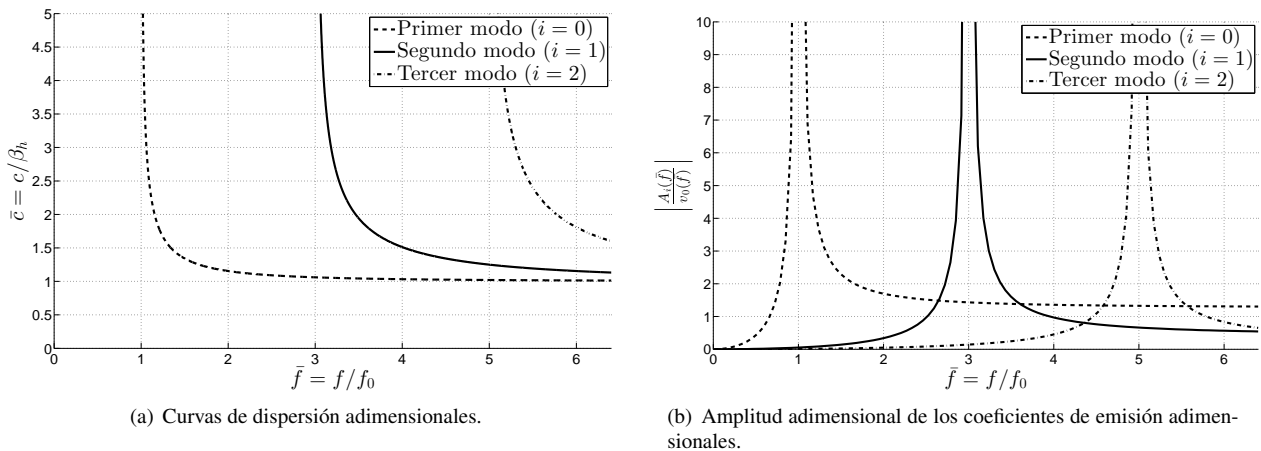 5
4.5
4
3.5
3
2.5
2
1.5
1
0.5
0
c̄ = c/β_h
Primer modo (i = 0)
Segundo modo (i = 1)
Tercer modo (i = 2)
0 1 2 3 4 5 6
f̄ = f/f_0
(a) Curvas de dispersión adimensionales.
10
9
8
7
6
5
4
3
2
1
0
|A_i(f̄)/v_0(f̄)|
Primer modo (i = 0)
Segundo modo (i = 1)
Tercer modo (i = 2)
0 1 2 3 4 5 6
f̄ = f/f_0
(b) Amplitud adimensional de los coeficientes de emisión adimen-
sionales.